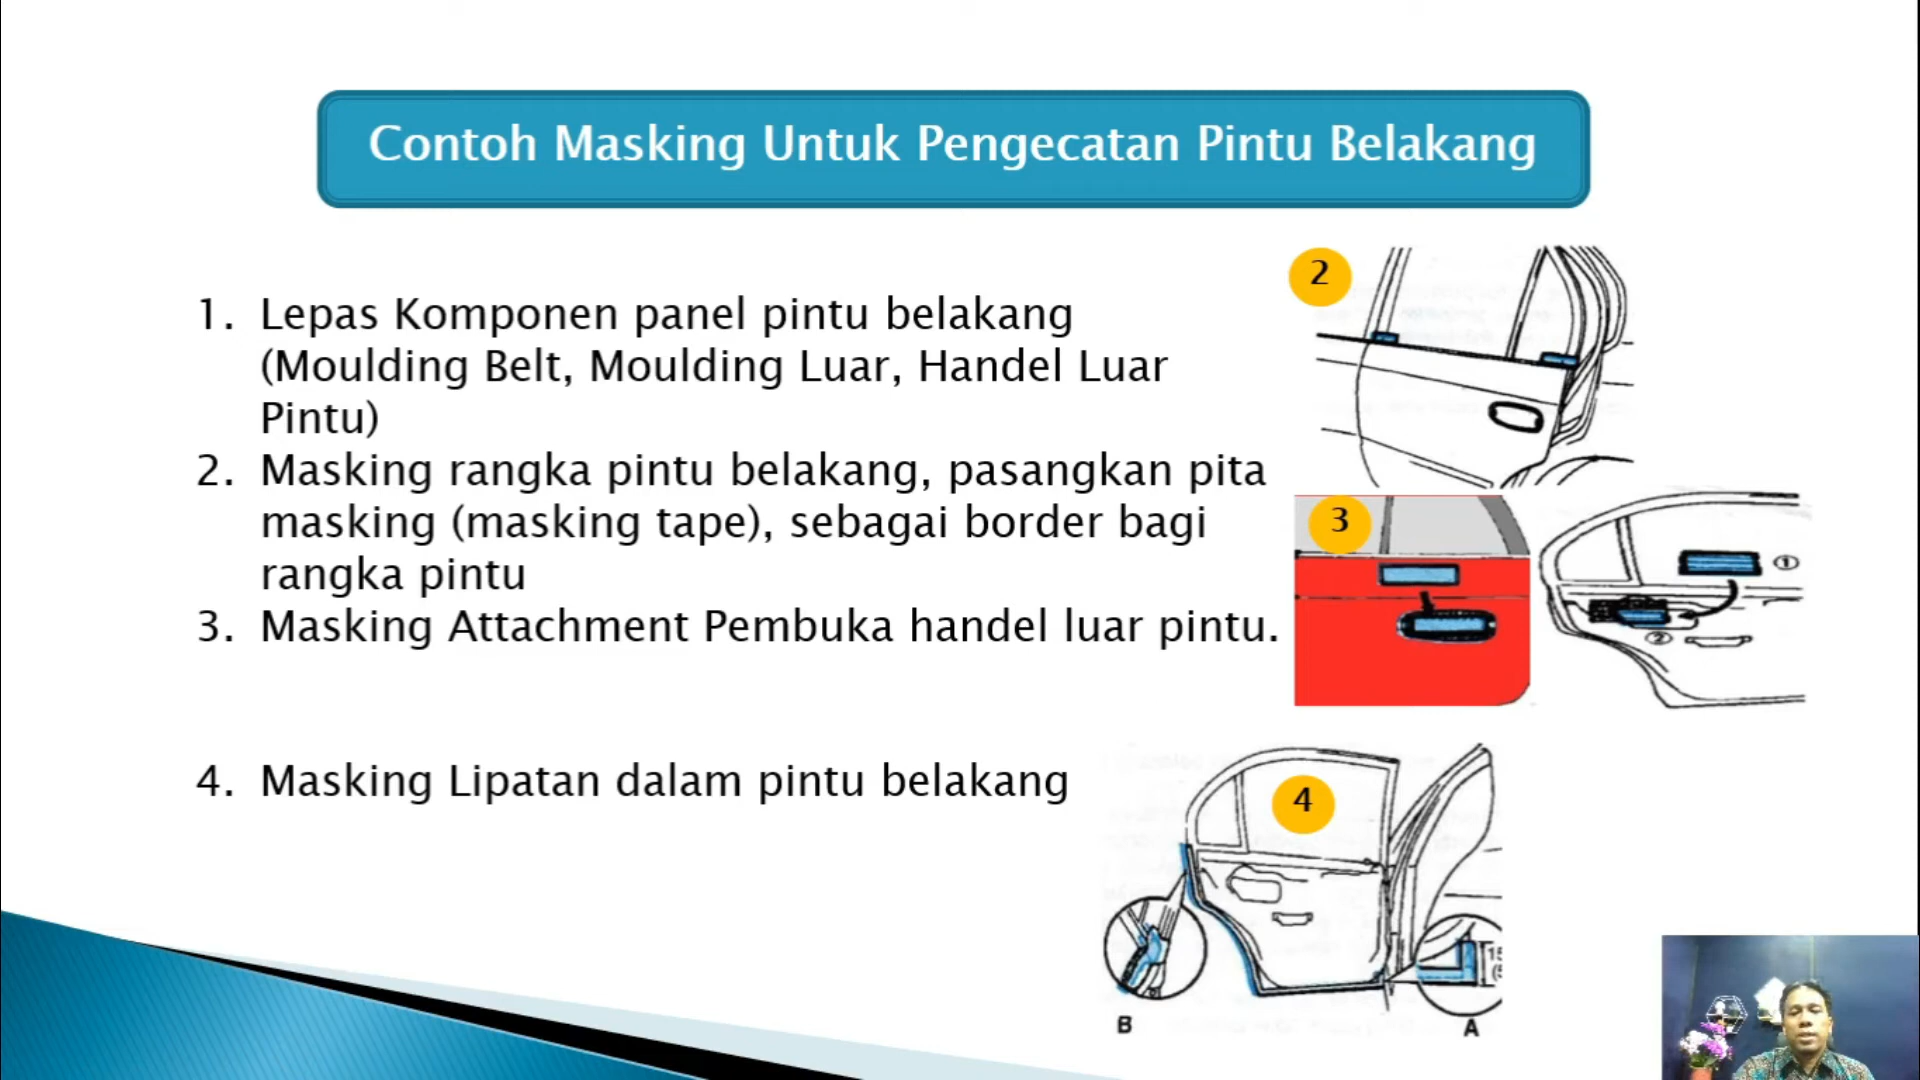 Contoh Masking Untuk Pengecatan Pintu Belakang
1. Lepas Komponen panel pintu belakang
(Moulding Belt, Moulding Luar, Handel Luar
Pintu)
2. Masking rangka pintu belakang, pasangkan pita
masking (masking tape), sebagai border bagi
rangka pintu
3. Masking Attachment Pembuka handel luar pintu.
4. Masking Lipatan dalam pintu belakang
2
3
①
②
4
B
A